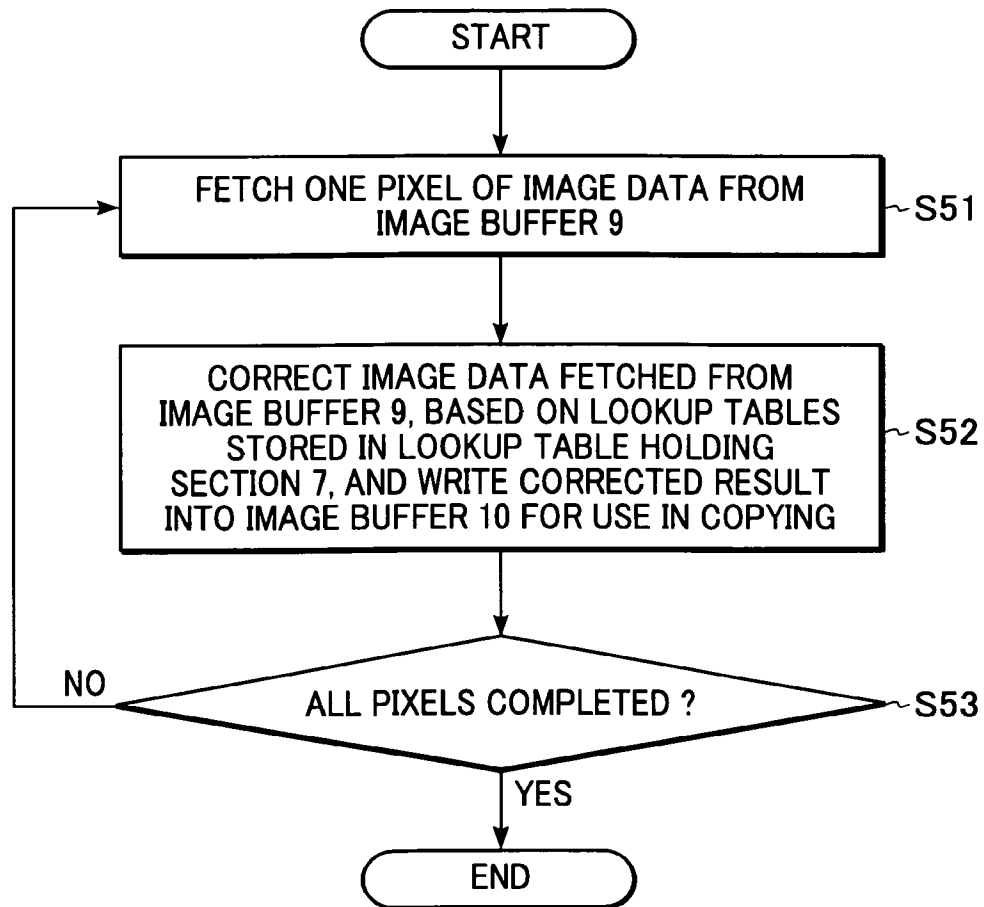 START
FETCH ONE PIXEL OF IMAGE DATA FROM
IMAGE BUFFER 9
S51
CORRECT IMAGE DATA FETCHED FROM
IMAGE BUFFER 9, BASED ON LOOKUP TABLES
STORED IN LOOKUP TABLE HOLDING
SECTION 7, AND WRITE CORRECTED RESULT
INTO IMAGE BUFFER 10 FOR USE IN COPYING
S52
NO
ALL PIXELS COMPLETED ?
S53
YES
END